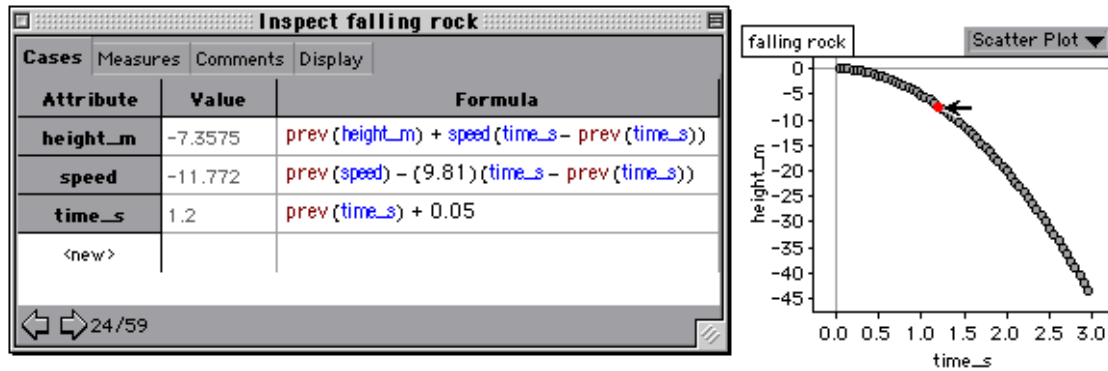 Inspect falling rock
Cases Measures Comments Display
Attribute Value Formula
height_m -7.3575 prev(height_m) + speed(time_s - prev(time_s))
speed -11.772 prev(speed) - (9.81)(time_s - prev(time_s))
time_s 1.2 prev(time_s) + 0.05
<new>
24/59
falling rock
Scatter Plot
0
-5
-10
-15
-20
-25
-30
-35
-40
-45
height_m
0.0 0.5 1.0 1.5 2.0 2.5 3.0
time_s